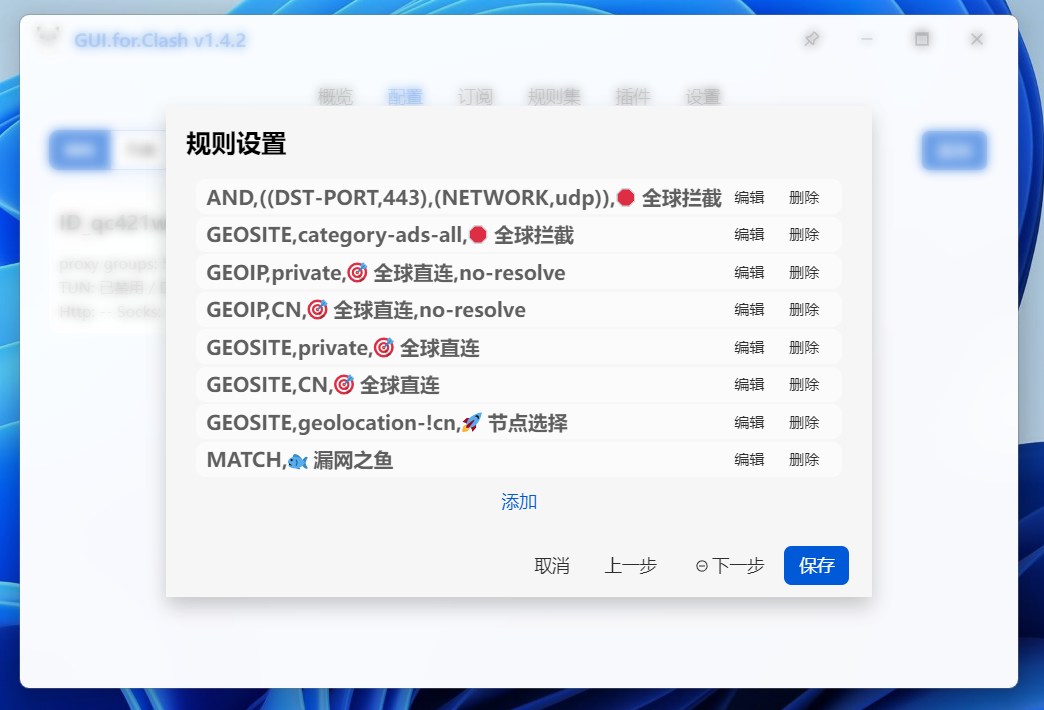 GUI.for.Clash v1.4.2
概览 配置 订阅 规则集 插件 设置
规则设置
AND,((DST-PORT,443),(NETWORK,udp)),🛑 全球拦截 编辑 删除
GEOSITE,category-ads-all,🛑 全球拦截 编辑 删除
GEOIP,private,🎯 全球直连,no-resolve 编辑 删除
GEOIP,CN,🎯 全球直连,no-resolve 编辑 删除
GEOSITE,private,🎯 全球直连 编辑 删除
GEOSITE,CN,🎯 全球直连 编辑 删除
GEOSITE,geolocation-!cn,🚀 节点选择 编辑 删除
MATCH,🐟 漏网之鱼 编辑 删除
添加
取消 上一步 下一步 保存
ID_qc421
proxy groups:
TUN: 已禁用 /
Http: -- Socks: